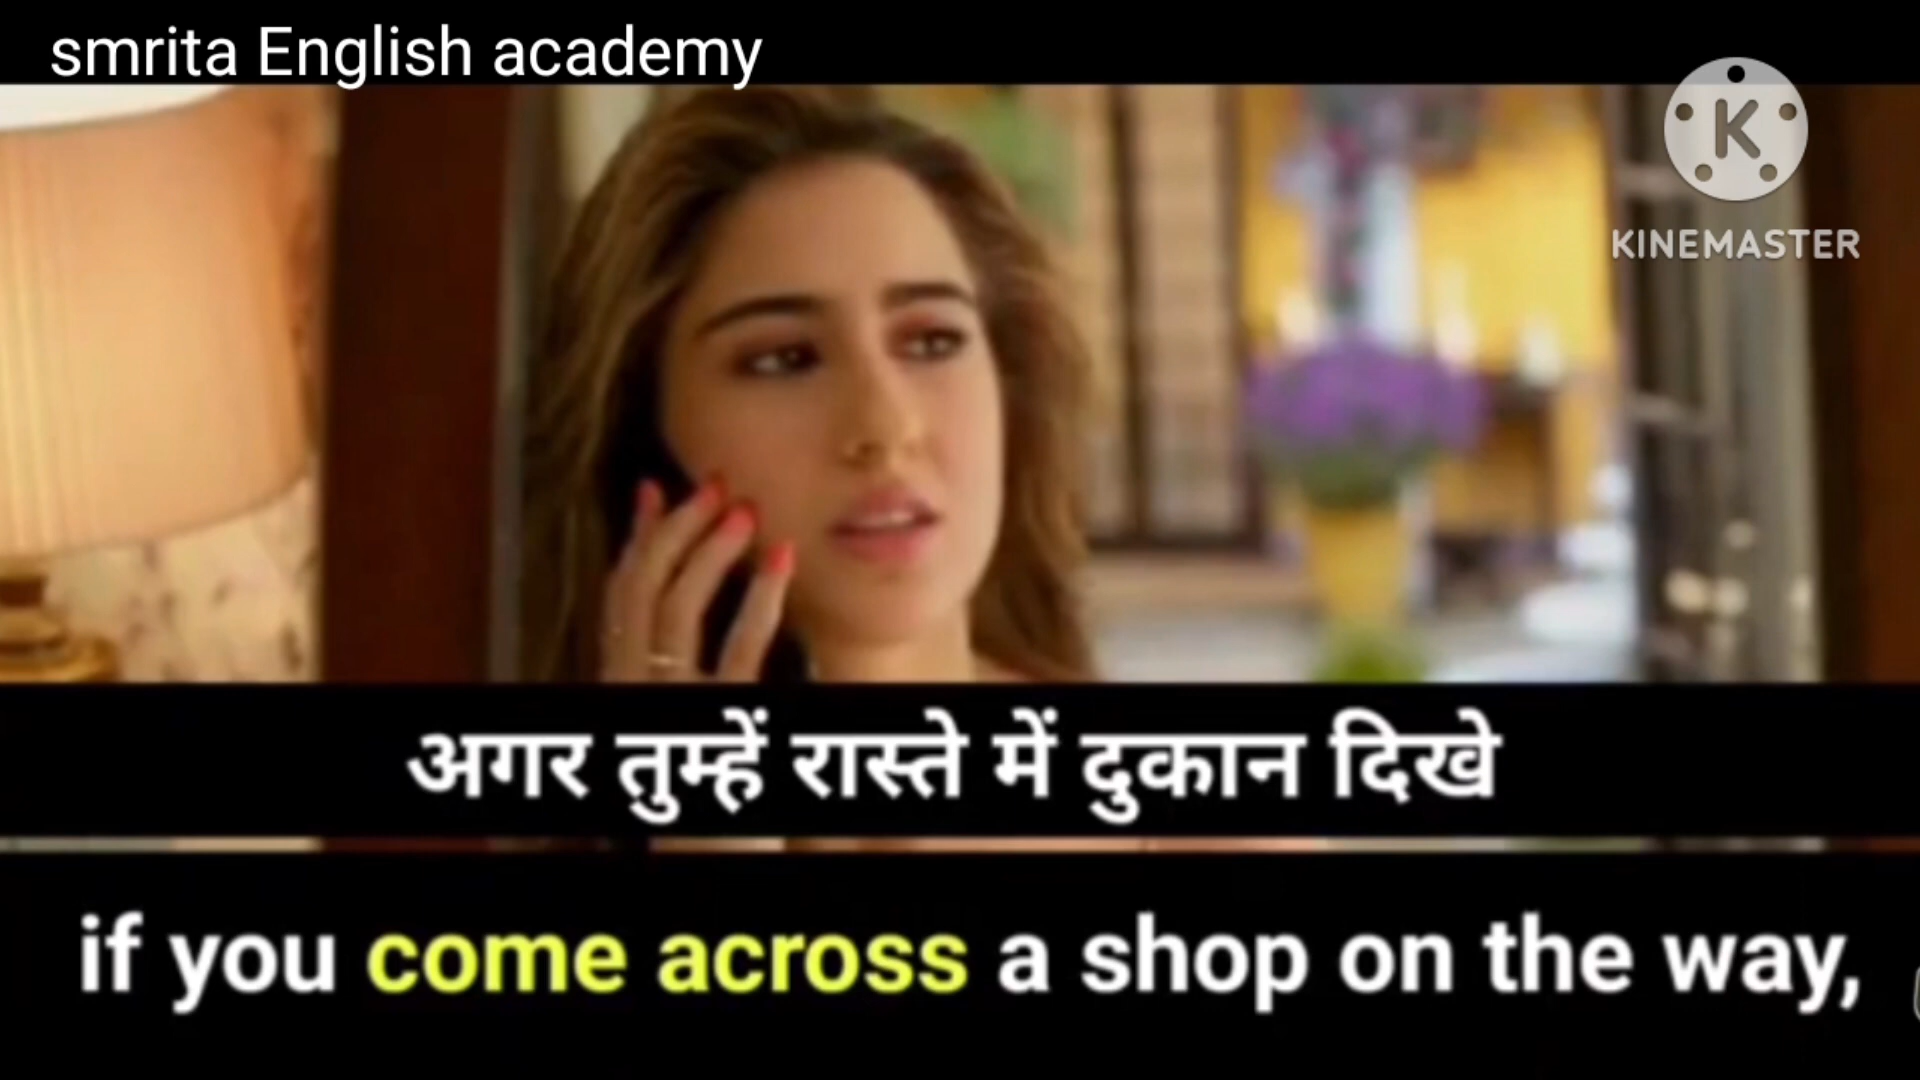 smrita English academy
K
KINEMASTER
अगर तुम्हें रास्ते में दुकान दिखे
if you come across a shop on the way,